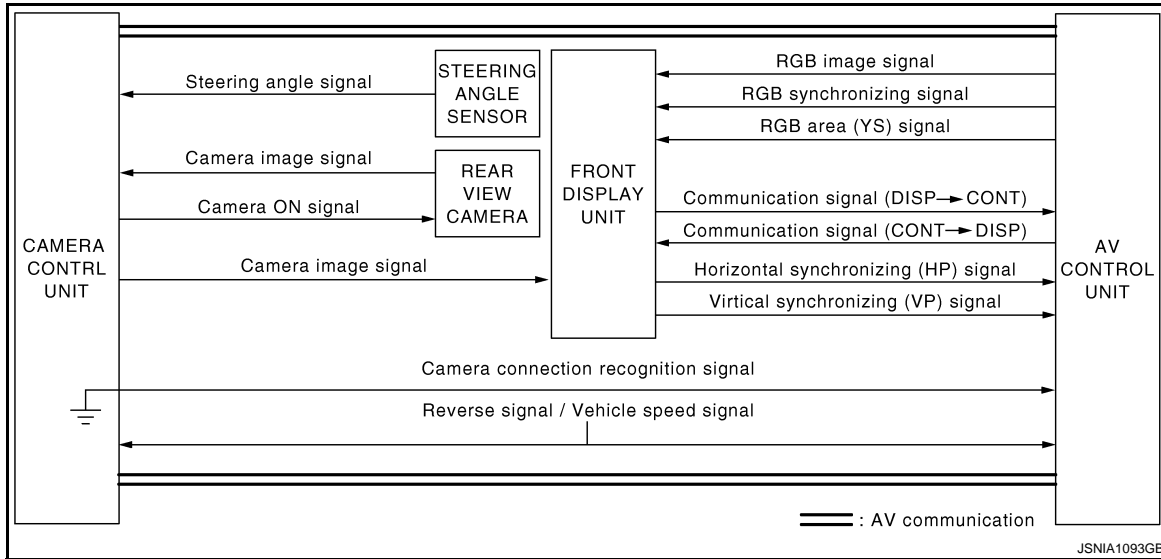 CAMERA
CONTRL
UNIT
Steering angle signal
STEERING
ANGLE
SENSOR
Camera image signal
Camera ON signal
REAR
VIEW
CAMERA
Camera image signal
FRONT
DISPLAY
UNIT
RGB image signal
RGB synchronizing signal
RGB area (YS) signal
Communication signal (DISP→ CONT)
Communication signal (CONT→ DISP)
Horizontal synchronizing (HP) signal
Virtical synchronizing (VP) signal
AV
CONTROL
UNIT
Camera connection recognition signal
Reverse signal / Vehicle speed signal
: AV communication
JSNIA1093GB